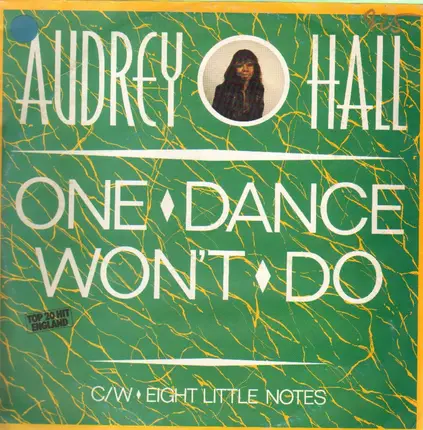 AUDREY HALL
ONE♦DANCE
WON'T♦DO
TOP 20 HIT
ENGLAND
C/W♦EIGHT LITTLE NOTES